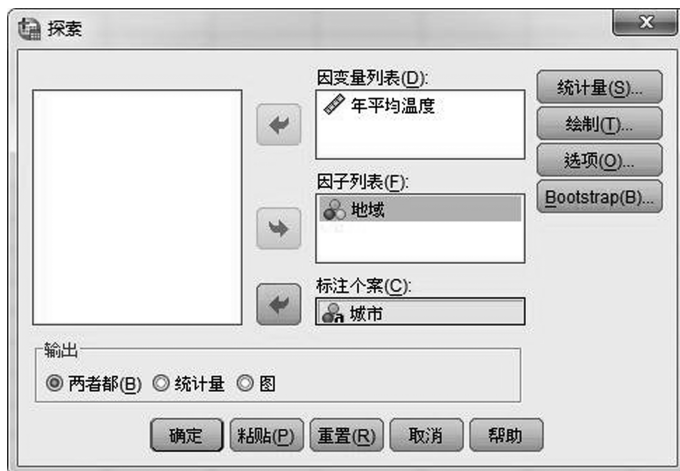 探索
因变量列表(D):
年平均温度
统计量(S)...
绘制(T)...
选项(O)...
Bootstrap(B)...
因子列表(F):
地域
标注个案(C):
城市
输出
两者都(B) 统计量 图
确定 粘贴(P) 重置(R) 取消 帮助